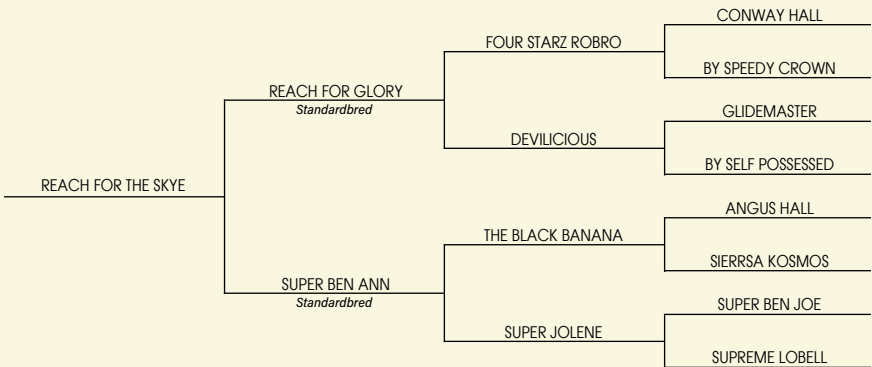 CONWAY HALL
FOUR STARZ ROBRO
BY SPEEDY CROWN
REACH FOR GLORY
Standardbred
GLIDEMASTER
DEVILICIOUS
BY SELF POSSESSED
REACH FOR THE SKYE
ANGUS HALL
THE BLACK BANANA
SIERRSA KOSMOS
SUPER BEN ANN
Standardbred
SUPER BEN JOE
SUPER JOLENE
SUPREME LOBELL